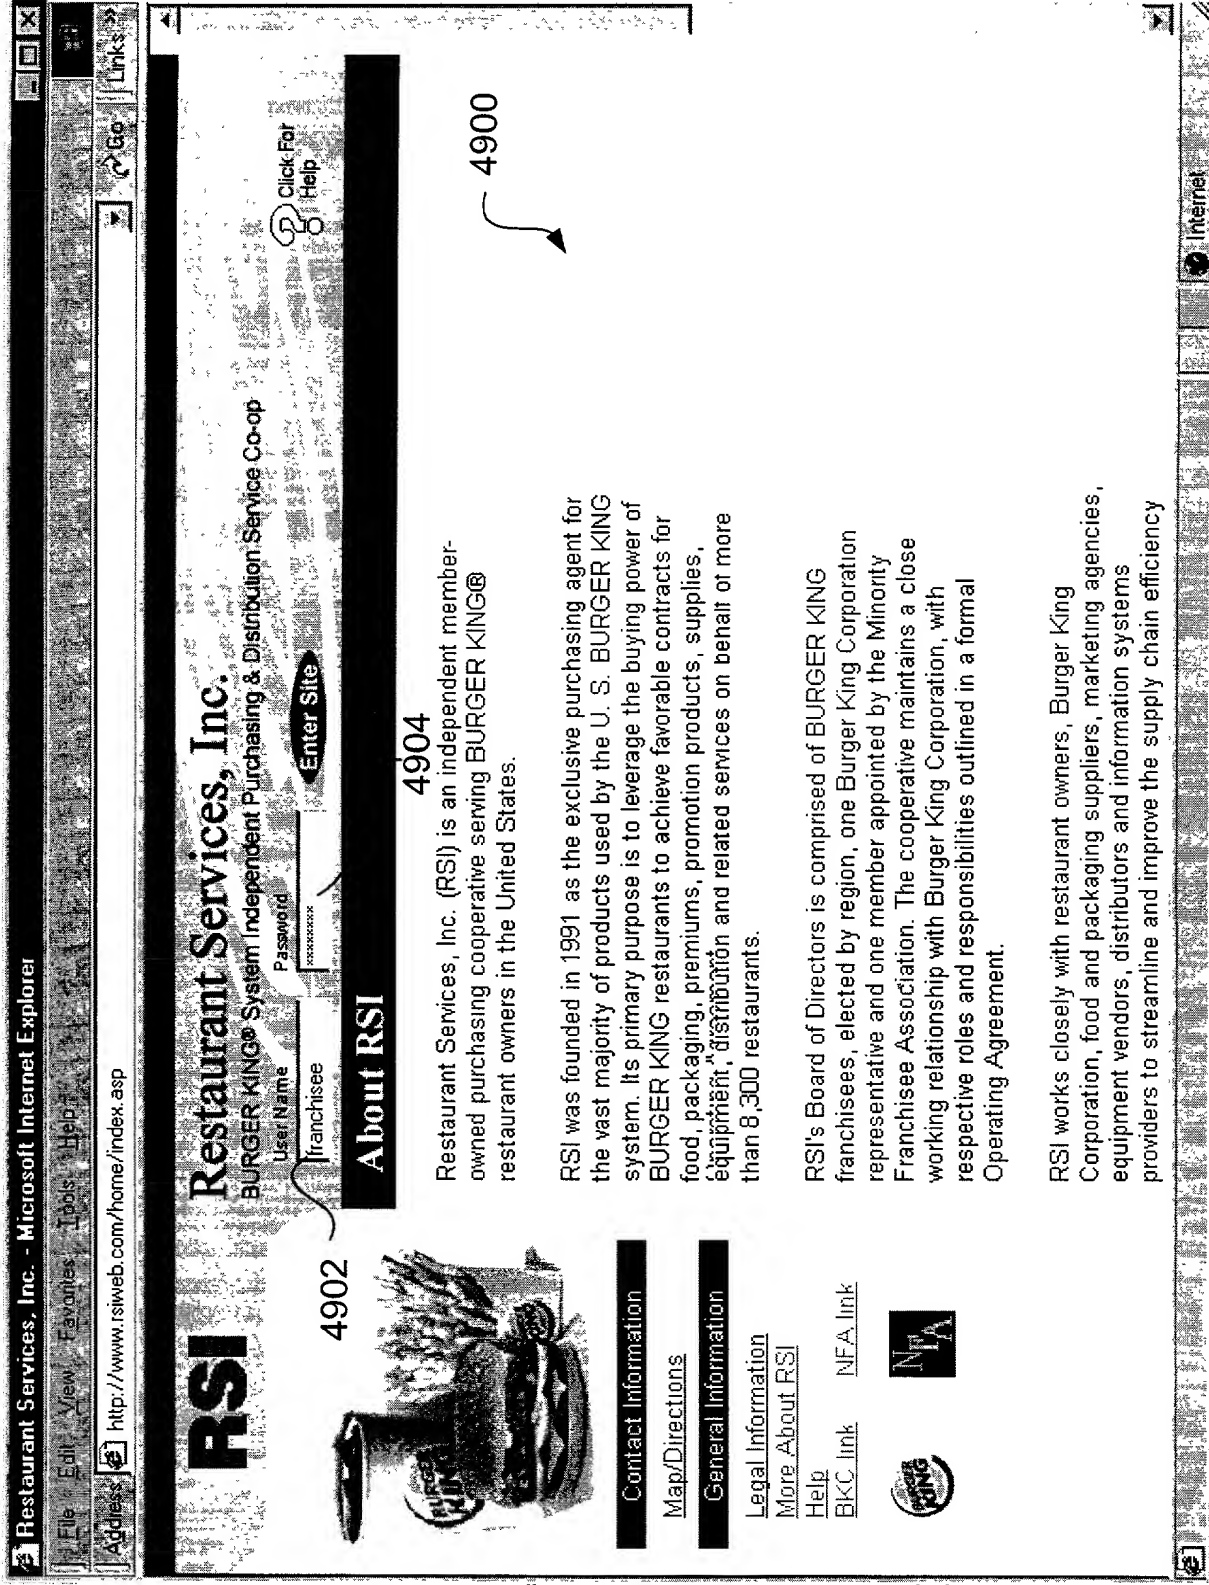 Restaurant Services, Inc. - Microsoft Internet Explorer
File Edit View Favorites Tools Help
Address http://www.rsiweb.com/home/index.asp Go Links »
RSI
Restaurant Services, Inc.
BURGER KING® System Independent Purchasing & Distribution Service Co-op
User Name
franchisee
Password
xxxxxxxxx
Enter Site
Click For
Help
4902
4904
4900
BURGER
KING
About RSI
Restaurant Services, Inc. (RSI) is an independent member-
owned purchasing cooperative serving BURGER KING®
restaurant owners in the United States.
RSI was founded in 1991 as the exclusive purchasing agent for
the vast majority of products used by the U. S. BURGER KING
system. Its primary purpose is to leverage the buying power of
BURGER KING restaurants to achieve favorable contracts for
food, packaging, premiums, promotion products, supplies,
equipment, distribution and related services on behalf of more
than 8,300 restaurants.
RSI's Board of Directors is comprised of BURGER KING
franchisees, elected by region, one Burger King Corporation
representative and one member appointed by the Minority
Franchisee Association. The cooperative maintains a close
working relationship with Burger King Corporation, with
respective roles and responsibilities outlined in a formal
Operating Agreement.
RSI works closely with restaurant owners, Burger King
Corporation, food and packaging suppliers, marketing agencies,
equipment vendors, distributors and information systems
providers to streamline and improve the supply chain efficiency
Contact Information
Map/Directions
General Information
Legal Information
More About RSI
Help
BKC link NFA link
BURGER
KING
NFA
Internet